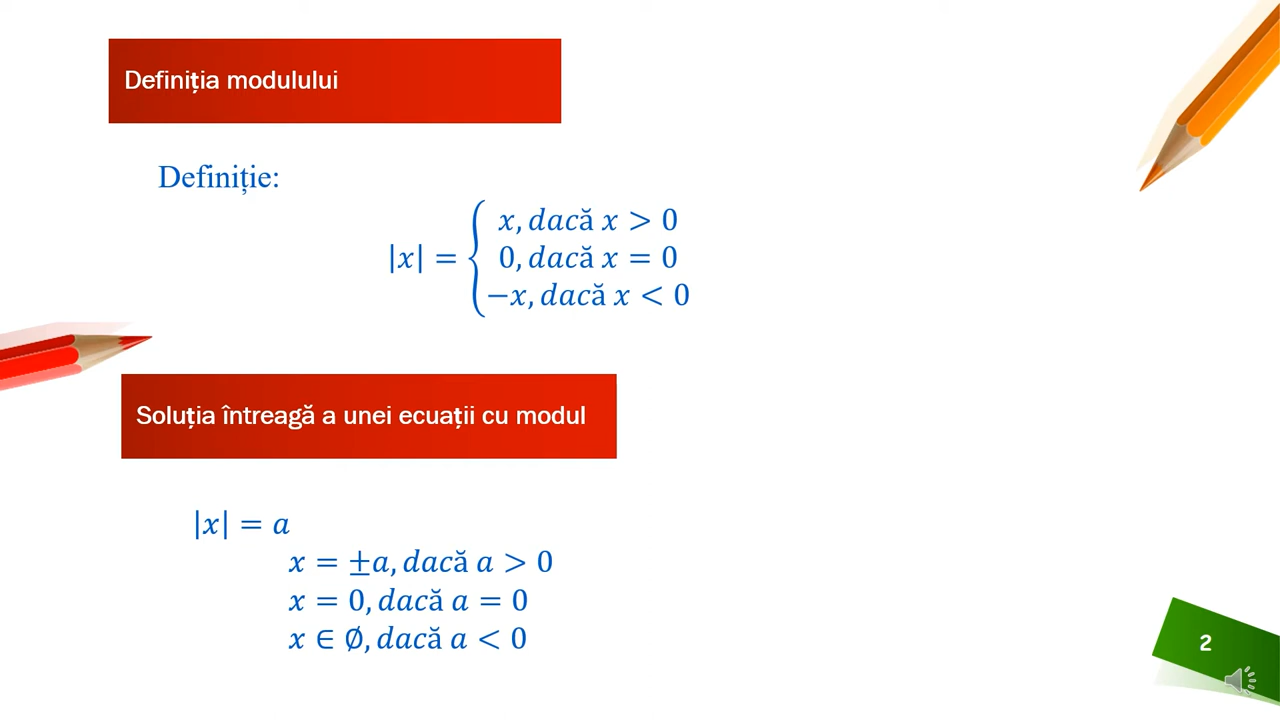 Definiția modulului
Definiție:
|x| = { x, dacă x > 0
0, dacă x = 0
−x, dacă x < 0
Soluția întreagă a unei ecuații cu modul
|x| = a
x = ±a, dacă a > 0
x = 0, dacă a = 0
x ∈ ∅, dacă a < 0
2